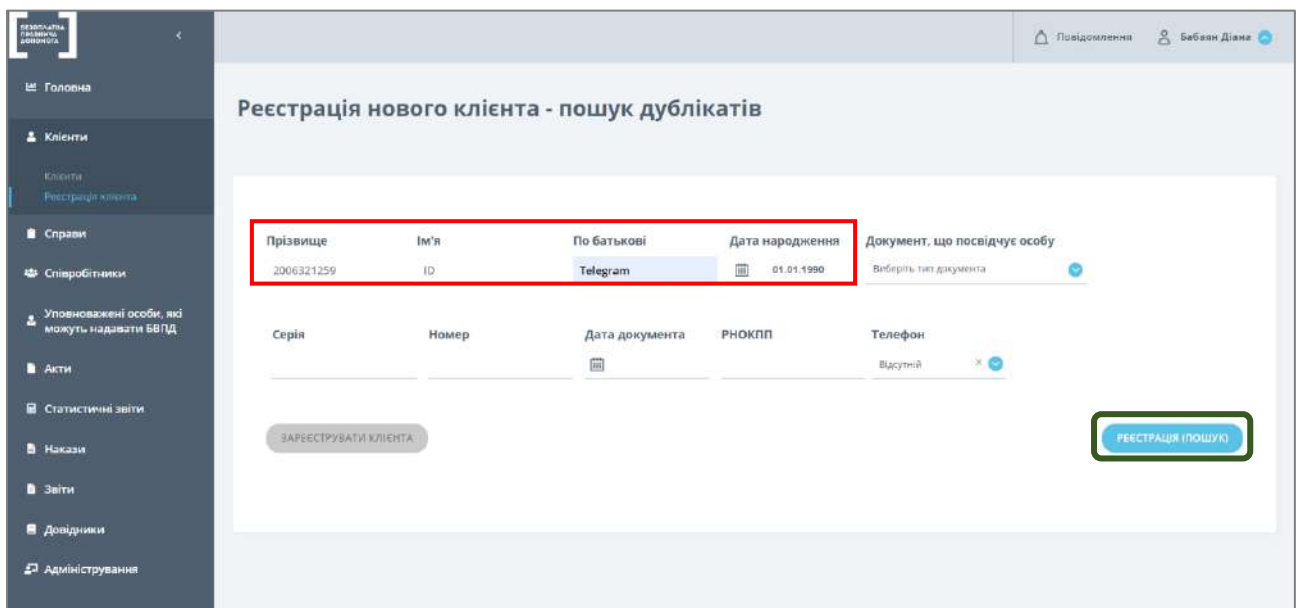 БЕЗОПЛАТНА
ПРАВНИЧА
ДОПОМОГА
Повідомлення
Бабаян Діана
Головна
Реєстрація нового клієнта - пошук дублікатів
Клієнти
Клієнти
Реєстрація клієнта
Справи
Співробітники
Уповноважені особи, які
можуть надавати БВПД
Акти
Статистичні звіти
Накази
Звіти
Довідники
Адміністрування
Прізвище Ім'я По батькові Дата народження Документ, що посвідчує особу
2006321259 ID Telegram 01.01.1990 Виберіть тип документа
Серія Номер Дата документа РНОКПП Телефон
Відсутній
ЗАРЕЄСТРУВАТИ КЛІЄНТА
РЕЄСТРАЦІЯ (ПОШУК)